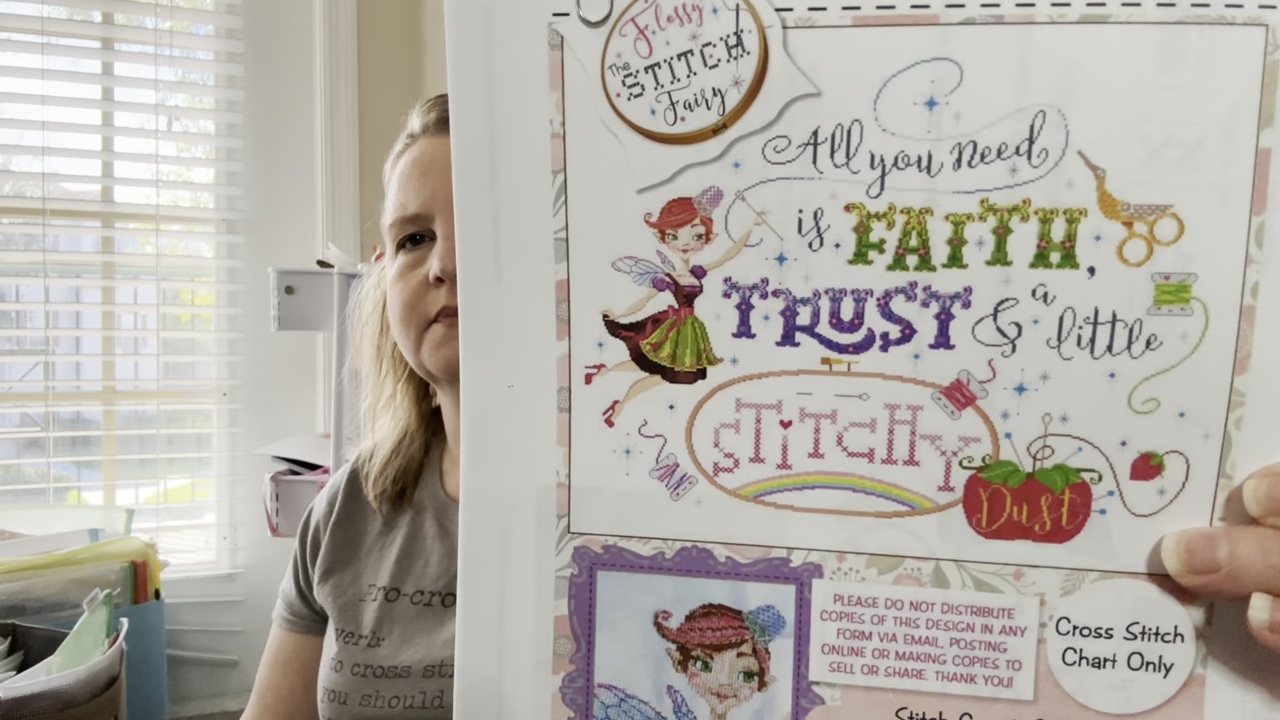 Flossy
The
STITCH
Fairy
All you need
is FAITH,
TRUST & a little
STITCHY
Dust
PLEASE DO NOT DISTRIBUTE
COPIES OF THIS DESIGN IN ANY
FORM VIA EMAIL, POSTING
ONLINE OR MAKING COPIES TO
SELL OR SHARE. THANK YOU!
Cross Stitch
Chart Only
Pro-cro
verb:
to cross sti
you should